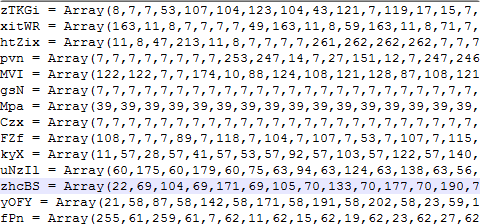 zTKGi = Array(8,7,7,53,107,104,123,104,43,121,7,119,17,15,7,
xitWR = Array(163,11,8,7,7,7,7,49,163,11,8,59,163,11,8,71,7,
htZix = Array(11,8,47,213,11,8,7,7,7,7,261,262,262,262,7,7,7
pvn = Array(7,7,7,7,7,7,7,253,247,14,7,27,151,12,7,247,246
MVI = Array(122,122,7,7,174,10,88,124,108,121,128,87,108,121
gsN = Array(7,7,7,7,7,7,7,7,7,7,7,7,7,7,7,7,7,7,7,7,7,7,7,7,7,
Mpa = Array(39,39,39,39,39,39,39,39,39,39,39,39,39,39,39,39,
Czx = Array(7,7,7,7,7,7,7,7,7,7,7,7,7,7,7,7,7,7,7,7,7,7,7,7,7,
FZf = Array(108,7,7,7,89,7,118,7,104,7,107,7,53,7,107,7,115,
kyX = Array(11,57,28,57,41,57,53,57,92,57,103,57,122,57,140,
uNzIl = Array(60,175,60,179,60,75,63,94,63,124,63,138,63,56,
zhcBS = Array(22,69,104,69,171,69,105,70,133,70,177,70,190,7
yOFY = Array(21,58,87,58,142,58,171,58,191,58,202,58,23,59,1
fPn = Array(255,61,259,61,7,62,11,62,15,62,19,62,23,62,27,62